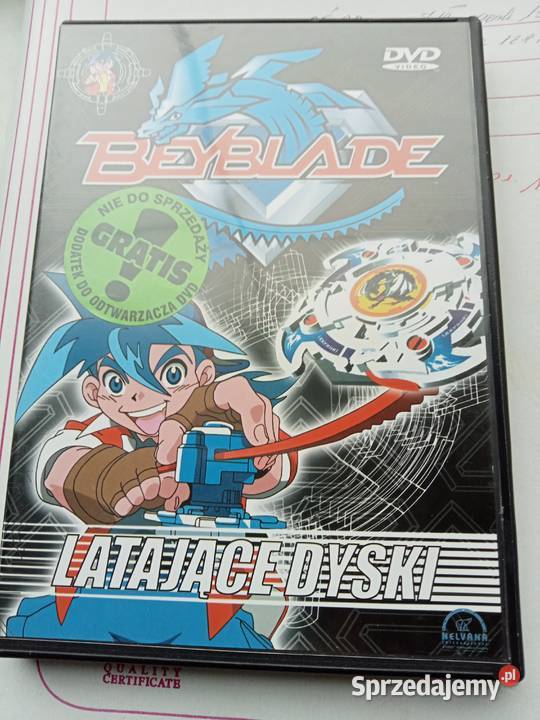 DVD
VIDEO
BEYBLADE
NIE DO SPRZEDAŻY
GRATIS
DODATEK DO ODTWARZACZA DVD
LATAJĄCE DYSKI
NELVANA
QUALITY
CERTIFICATE
Sprzedajemy.pl